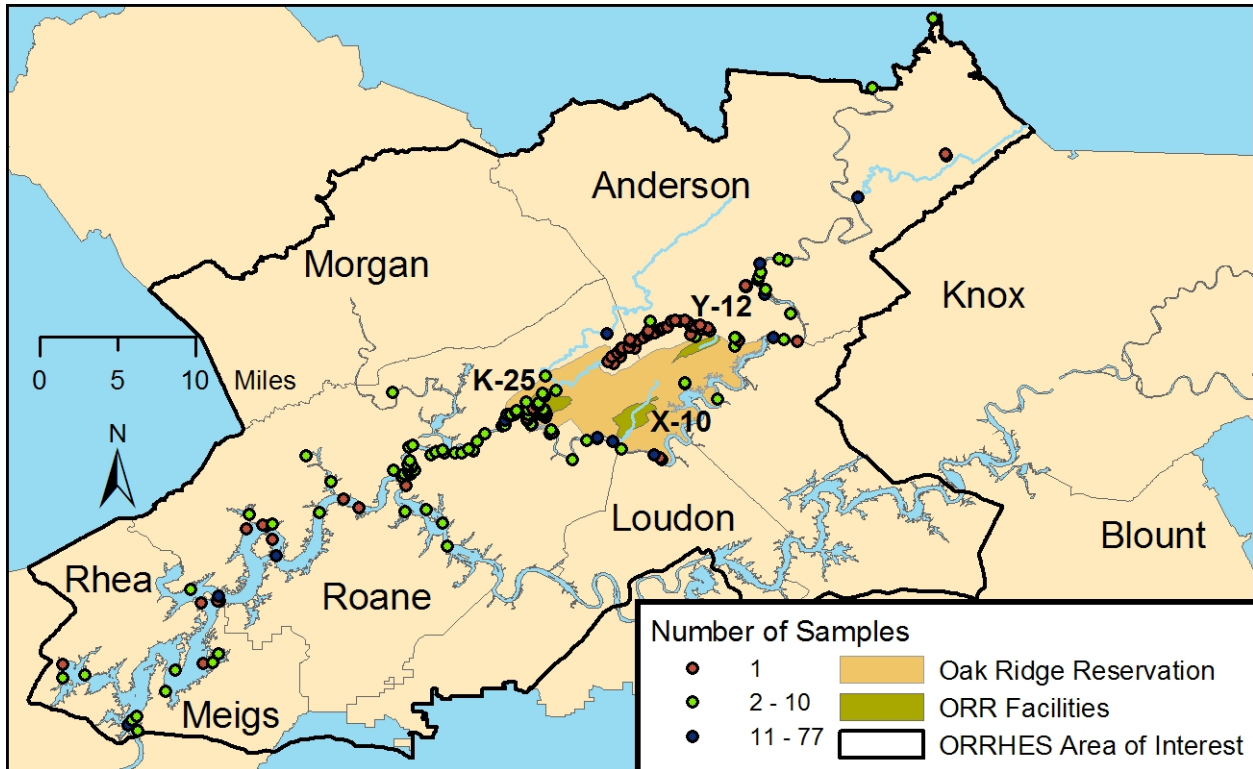 Anderson
Morgan
Knox
Y-12
0 5 10 Miles
K-25
X-10
N
Loudon
Blount
Rhea
Roane
Meigs
Number of Samples
1
2 - 10
11 - 77
Oak Ridge Reservation
ORR Facilities
ORRHES Area of Interest